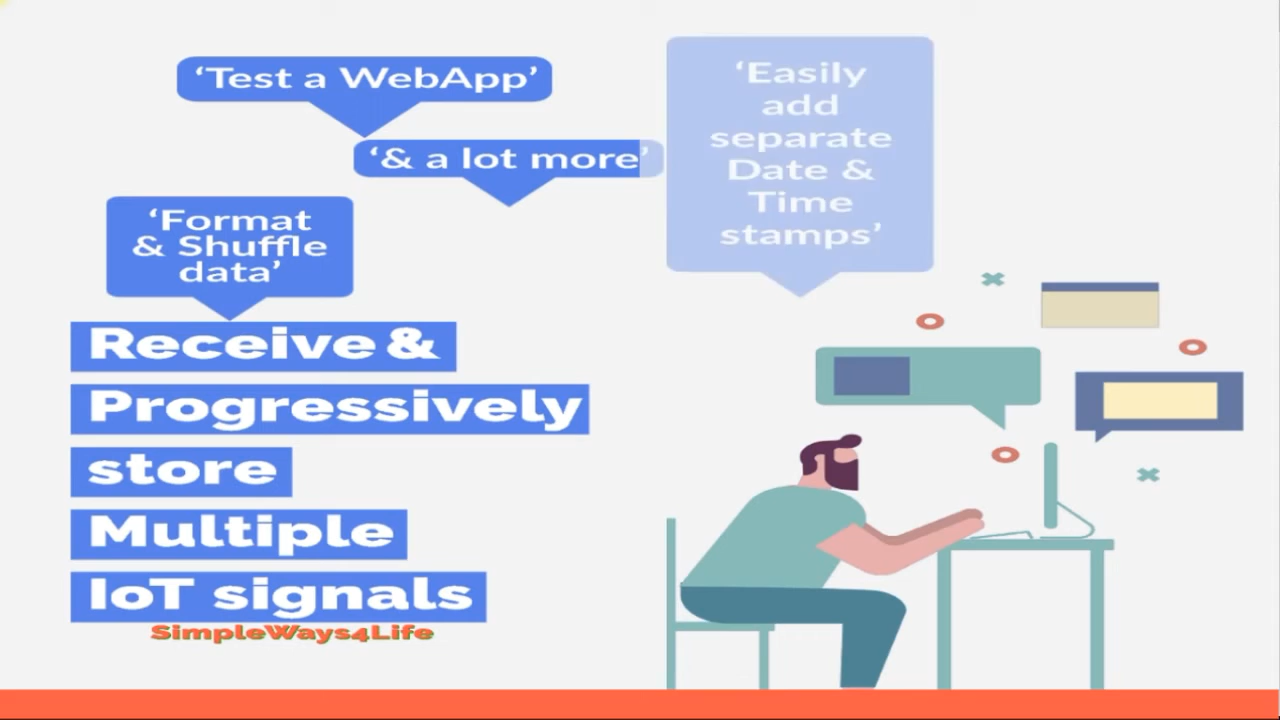 ‘Test a WebApp’
‘& a lot more’
‘Easily
add
separate
Date &
Time
stamps’
‘Format
& Shuffle
data’
Receive &
Progressively
store
Multiple
IoT signals
SimpleWays4Life